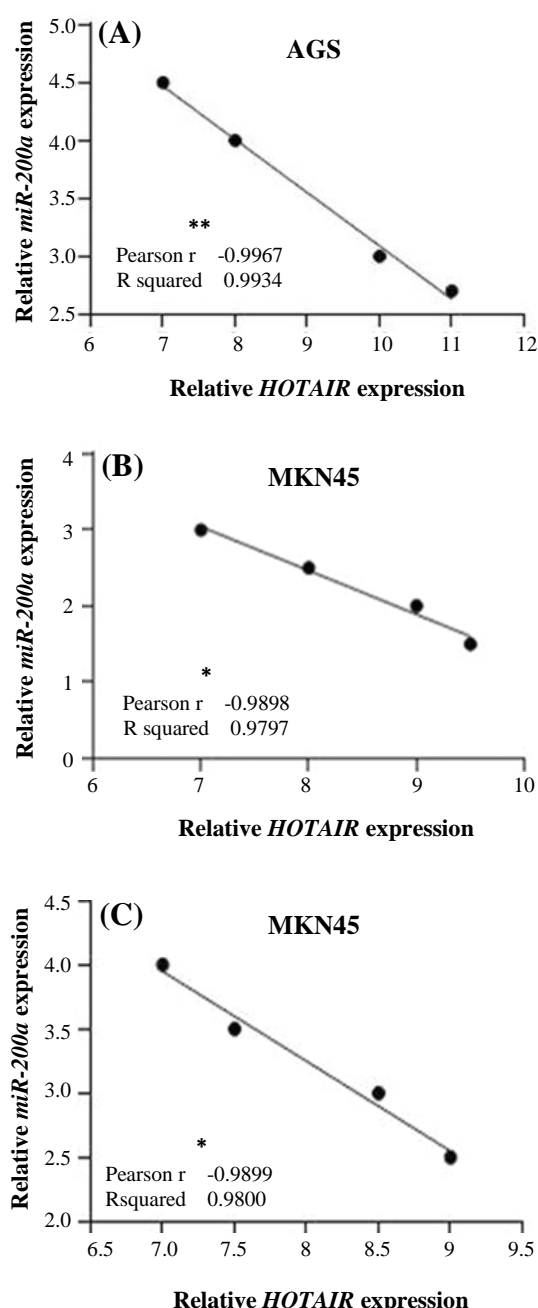 (A)
AGS
Relative miR-200a expression
5.0
4.5
4.0
3.5
3.0
2.5
**
Pearson r -0.9967
R squared 0.9934
6 7 8 9 10 11 12
Relative HOTAIR expression
(B)
MKN45
Relative miR-200a expression
4
3
2
1
0
*
Pearson r -0.9898
R squared 0.9797
6 7 8 9 10
Relative HOTAIR expression
(C)
MKN45
Relative miR-200a expression
4.5
4.0
3.5
3.0
2.5
2.0
*
Pearson r -0.9899
Rsquared 0.9800
6.5 7.0 7.5 8 8.5 9 9.5
Relative HOTAIR expression